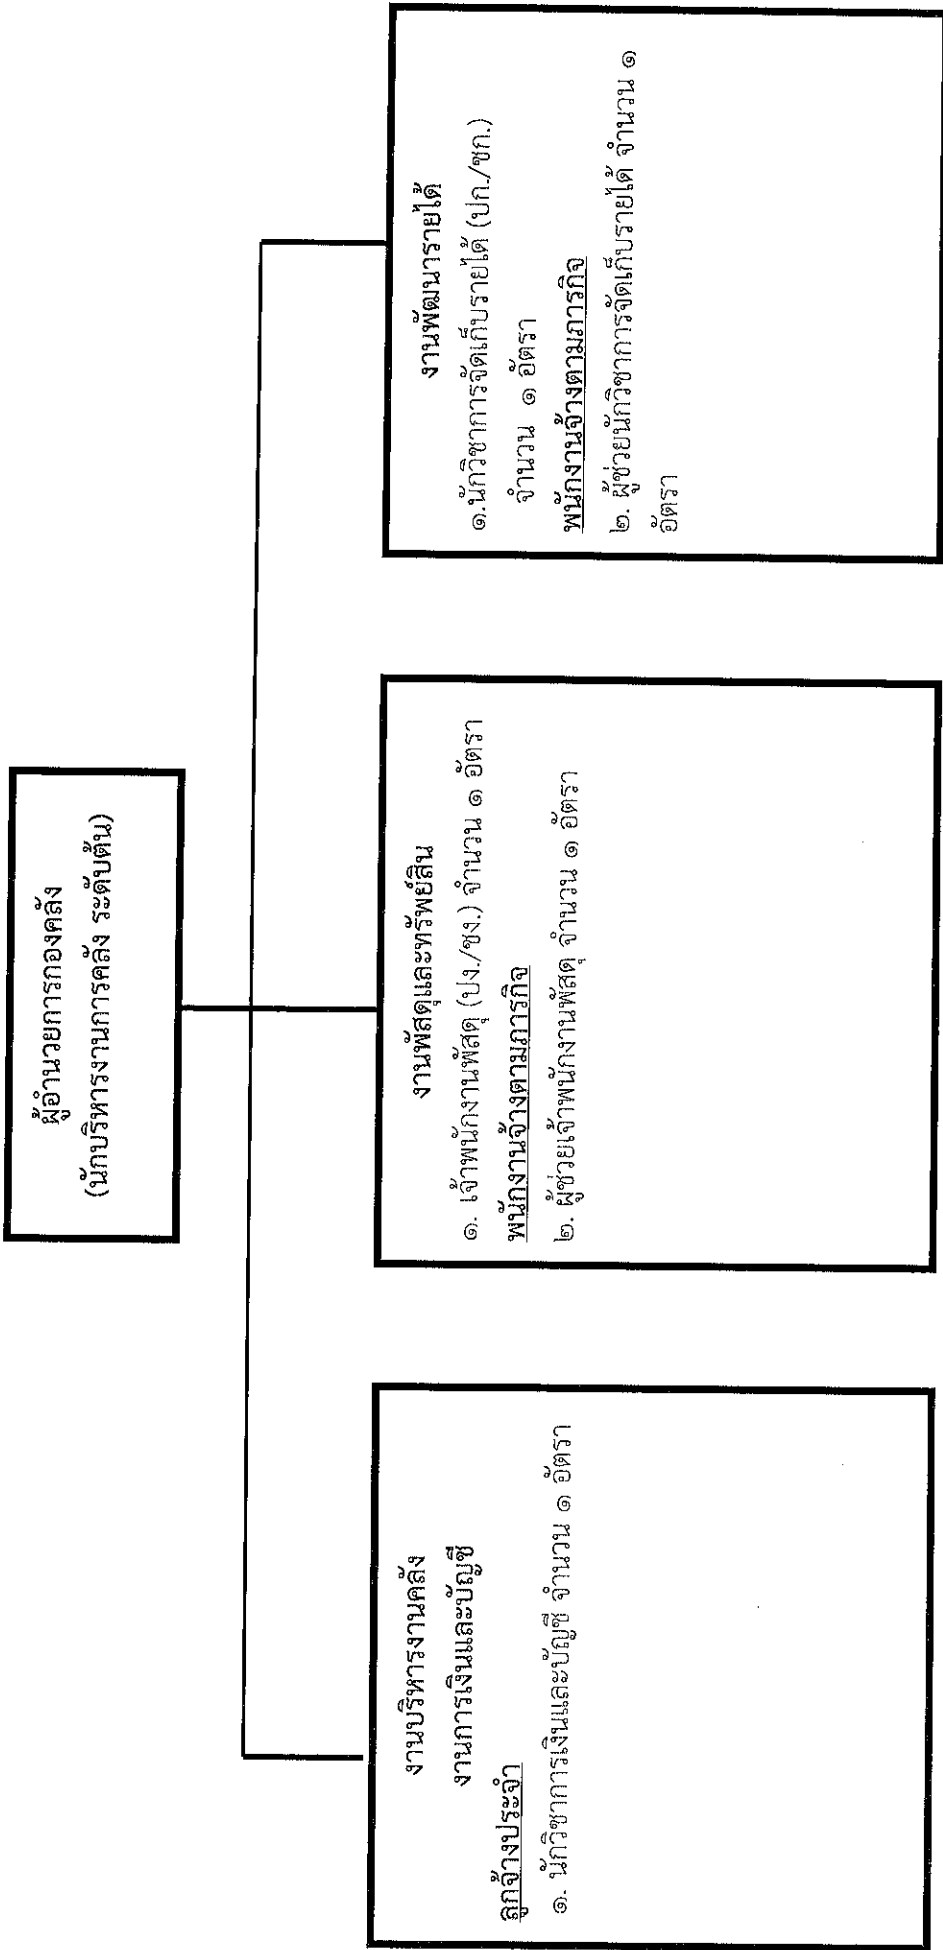 ผู้อำนวยการกองคลัง
(นักบริหารงานการคลัง ระดับต้น)
งานบริหารงานคลัง
งานการเงินและบัญชี
ลูกจ้างประจำ
๑. นักวิชาการเงินและบัญชี จำนวน ๑ อัตรา
งานพัสดุและทรัพย์สิน
๑. เจ้าพนักงานพัสดุ (ปง./ชง.) จำนวน ๑ อัตรา
พนักงานจ้างตามภารกิจ
๒. ผู้ช่วยเจ้าพนักงานพัสดุ จำนวน ๑ อัตรา
งานพัฒนารายได้
๑.นักวิชาการจัดเก็บรายได้ (ปก./ชก.)
จำนวน ๑ อัตรา
พนักงานจ้างตามภารกิจ
๒. ผู้ช่วยนักวิชาการจัดเก็บรายได้ จำนวน ๑
อัตรา